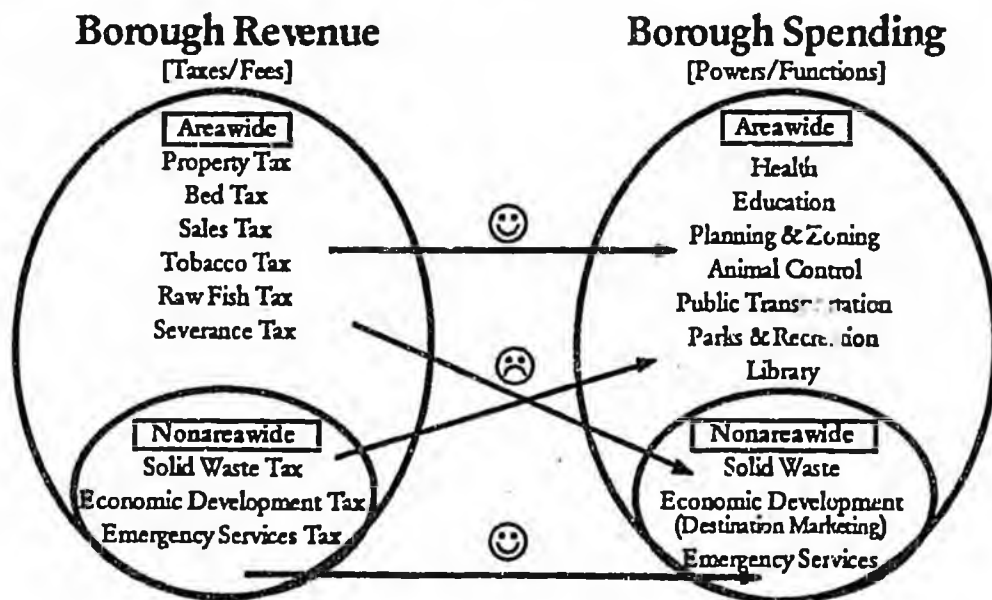 Borough Revenue
[Taxes/Fees]
Areawide
Property Tax
Bed Tax
Sales Tax
Tobacco Tax
Raw Fish Tax
Severance Tax
Nonareawide
Solid Waste Tax
Economic Development Tax
Emergency Services Tax
Borough Spending
[Powers/Functions]
Areawide
Health
Education
Planning & Zoning
Animal Control
Public
Parks &
Library
Nonareawide
Solid Waste
Economic Development
(Destination Marketing)
Emergency Services